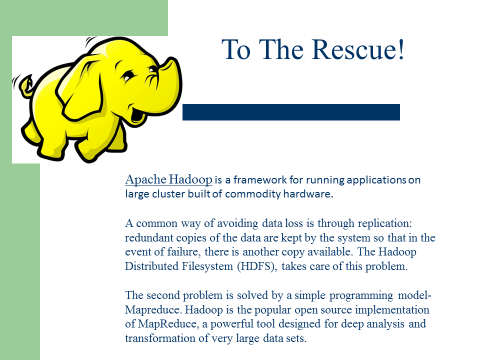 To The Rescue!
Apache Hadoop is a framework for running applications on
large cluster built of commodity hardware.
A common way of avoiding data loss is through replication:
redundant copies of the data are kept by the system so that in the
event of failure, there is another copy available. The Hadoop
Distributed Filesystem (HDFS), takes care of this problem.
The second problem is solved by a simple programming model-
Mapreduce. Hadoop is the popular open source implementation
of MapReduce, a powerful tool designed for deep analysis and
transformation of very large data sets.